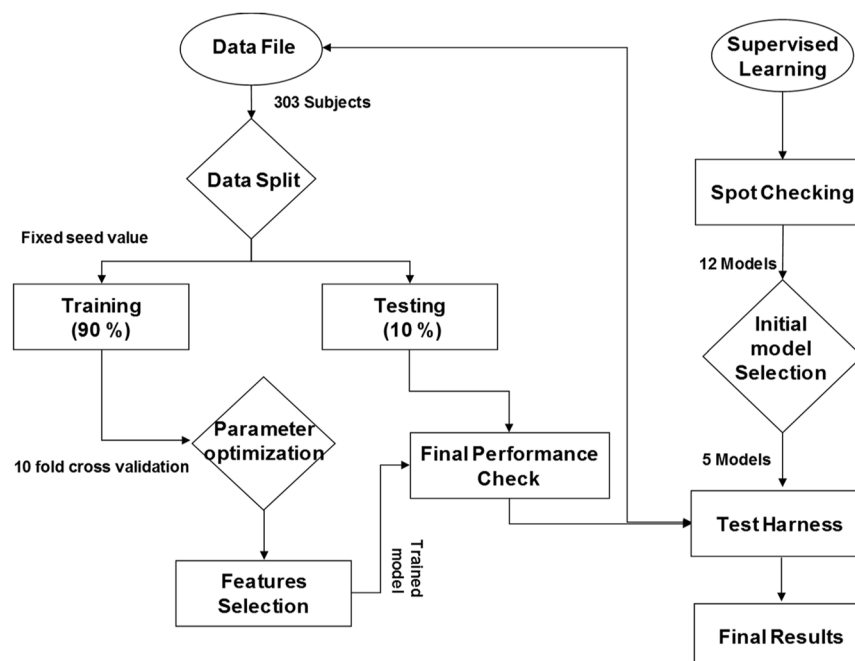 Data File
303 Subjects
Data Split
Fixed seed value
Training
(90 %)
Testing
(10 %)
Parameter
optimization
10 fold cross validation
Features
Selection
Trained
model
Final Performance
Check
Supervised
Learning
Spot Checking
12 Models
Initial
model
Selection
5 Models
Test Harness
Final Results